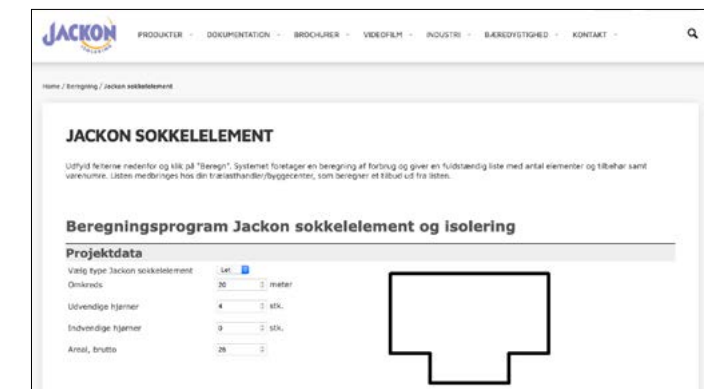 JACKON
ISOLERING
PRODUKTER DOKUMENTATION BROCHURER VIDEOFILM INDUSTRI BÆREDYGTIGHED KONTAKT
Home / Beregning / Jackon sokkelelement
JACKON SOKKELELEMENT
Udfyld felterne nedenfor og klik på "Beregn". Systemet foretager en beregning af forbrug og giver en fuldstændig liste med antal elementer og tilbehør samt
varenumre. Listen medbringes hos din trælasthandler/byggecenter, som beregner et tilbud ud fra listen.
Beregningsprogram Jackon sokkelelement og isolering
Projektdata
Vælg type Jackon sokkelelement Let
Omkreds 20 meter
Udvendige hjørner 4 stk.
Indvendige hjørner 0 stk.
Areal, brutto 25